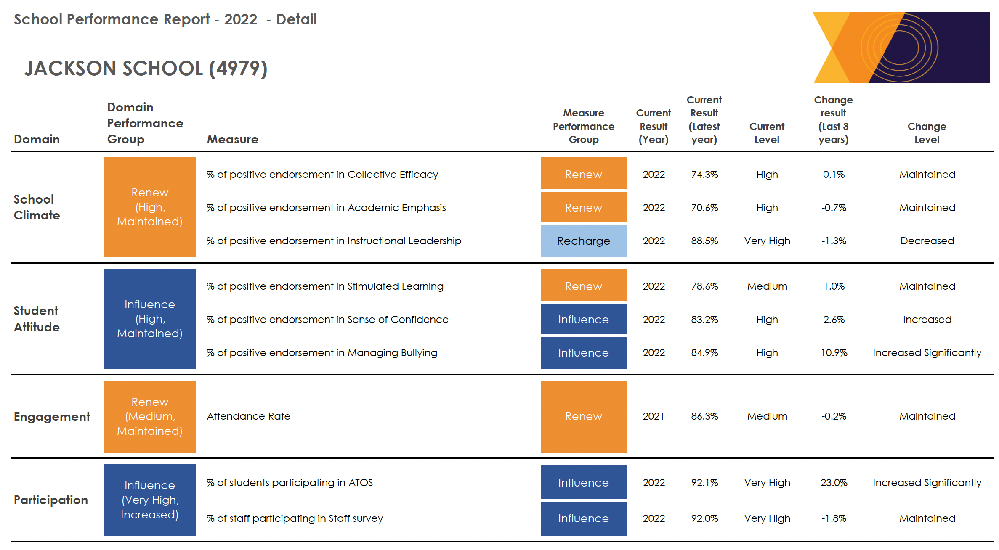 School Performance Report - 2022 - Detail
JACKSON SCHOOL (4979)
Domain
Domain
Performance
Group
Measure
Measure
Performance
Group
Current
Result
(Year)
Current
Result
(Latest
year)
Current
Level
Change
result
(Last 3
years)
Change
Level
School
Climate
Renew
(High,
Maintained)
% of positive endorsement in Collective Efficacy Renew 2022 74.3% High 0.1% Maintained
% of positive endorsement in Academic Emphasis Renew 2022 70.6% High -0.7% Maintained
% of positive endorsement in Instructional Leadership Recharge 2022 88.5% Very High -1.3% Decreased
Student
Attitude
Influence
(High,
Maintained)
% of positive endorsement in Stimulated Learning Renew 2022 78.6% Medium 1.0% Maintained
% of positive endorsement in Sense of Confidence Influence 2022 83.2% High 2.6% Increased
% of positive endorsement in Managing Bullying Influence 2022 84.9% High 10.9% Increased Significantly
Engagement
Renew
(Medium,
Maintained)
Attendance Rate Renew 2021 86.3% Medium -0.2% Maintained
Participation
Influence
(Very High,
Increased)
% of students participating in ATOS Influence 2022 92.1% Very High 23.0% Increased Significantly
% of staff participating in Staff survey Influence 2022 92.0% Very High -1.8% Maintained